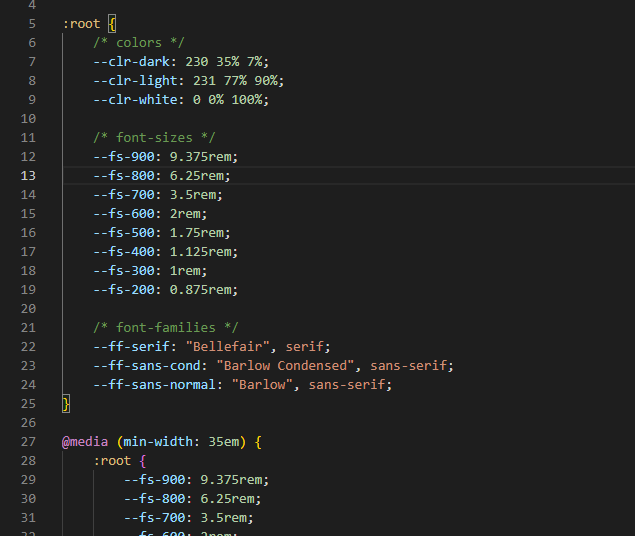 4
5 :root {
6 /* colors */
7 --clr-dark: 230 35% 7%;
8 --clr-light: 231 77% 90%;
9 --clr-white: 0 0% 100%;
10
11 /* font-sizes */
12 --fs-900: 9.375rem;
13 --fs-800: 6.25rem;
14 --fs-700: 3.5rem;
15 --fs-600: 2rem;
16 --fs-500: 1.75rem;
17 --fs-400: 1.125rem;
18 --fs-300: 1rem;
19 --fs-200: 0.875rem;
20
21 /* font-families */
22 --ff-serif: "Bellefair", serif;
23 --ff-sans-cond: "Barlow Condensed", sans-serif;
24 --ff-sans-normal: "Barlow", sans-serif;
25 }
26
27 @media (min-width: 35em) {
28 :root {
29 --fs-900: 9.375rem;
30 --fs-800: 6.25rem;
31 --fs-700: 3.5rem;
32 --fs-600: 2rem;